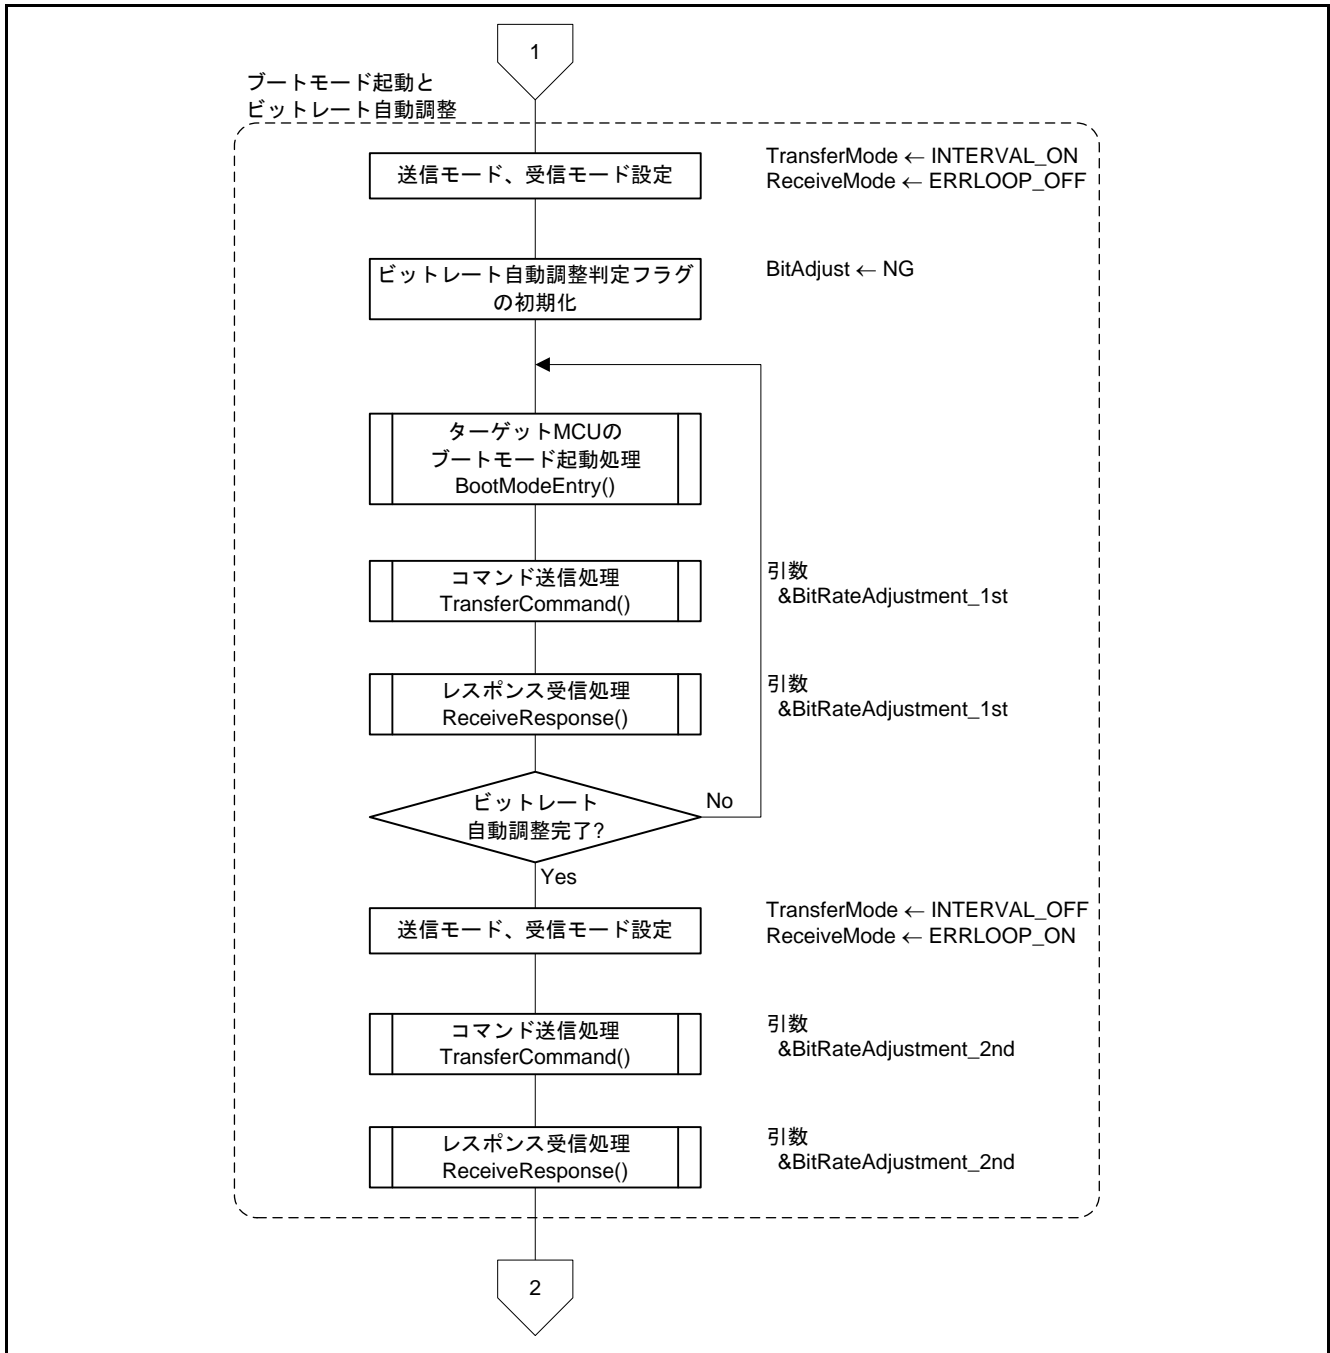 1
ブートモード起動と
ビットレート自動調整
送信モード、受信モード設定
TransferMode ← INTERVAL_ON
ReceiveMode ← ERRLOOP_OFF
ビットレート自動調整判定フラグ
の初期化
BitAdjust ← NG
ターゲットMCUの
ブートモード起動処理
BootModeEntry()
コマンド送信処理
TransferCommand()
引数
&BitRateAdjustment_1st
レスポンス受信処理
ReceiveResponse()
引数
&BitRateAdjustment_1st
ビットレート
自動調整完了?
No
Yes
送信モード、受信モード設定
TransferMode ← INTERVAL_OFF
ReceiveMode ← ERRLOOP_ON
コマンド送信処理
TransferCommand()
引数
&BitRateAdjustment_2nd
レスポンス受信処理
ReceiveResponse()
引数
&BitRateAdjustment_2nd
2